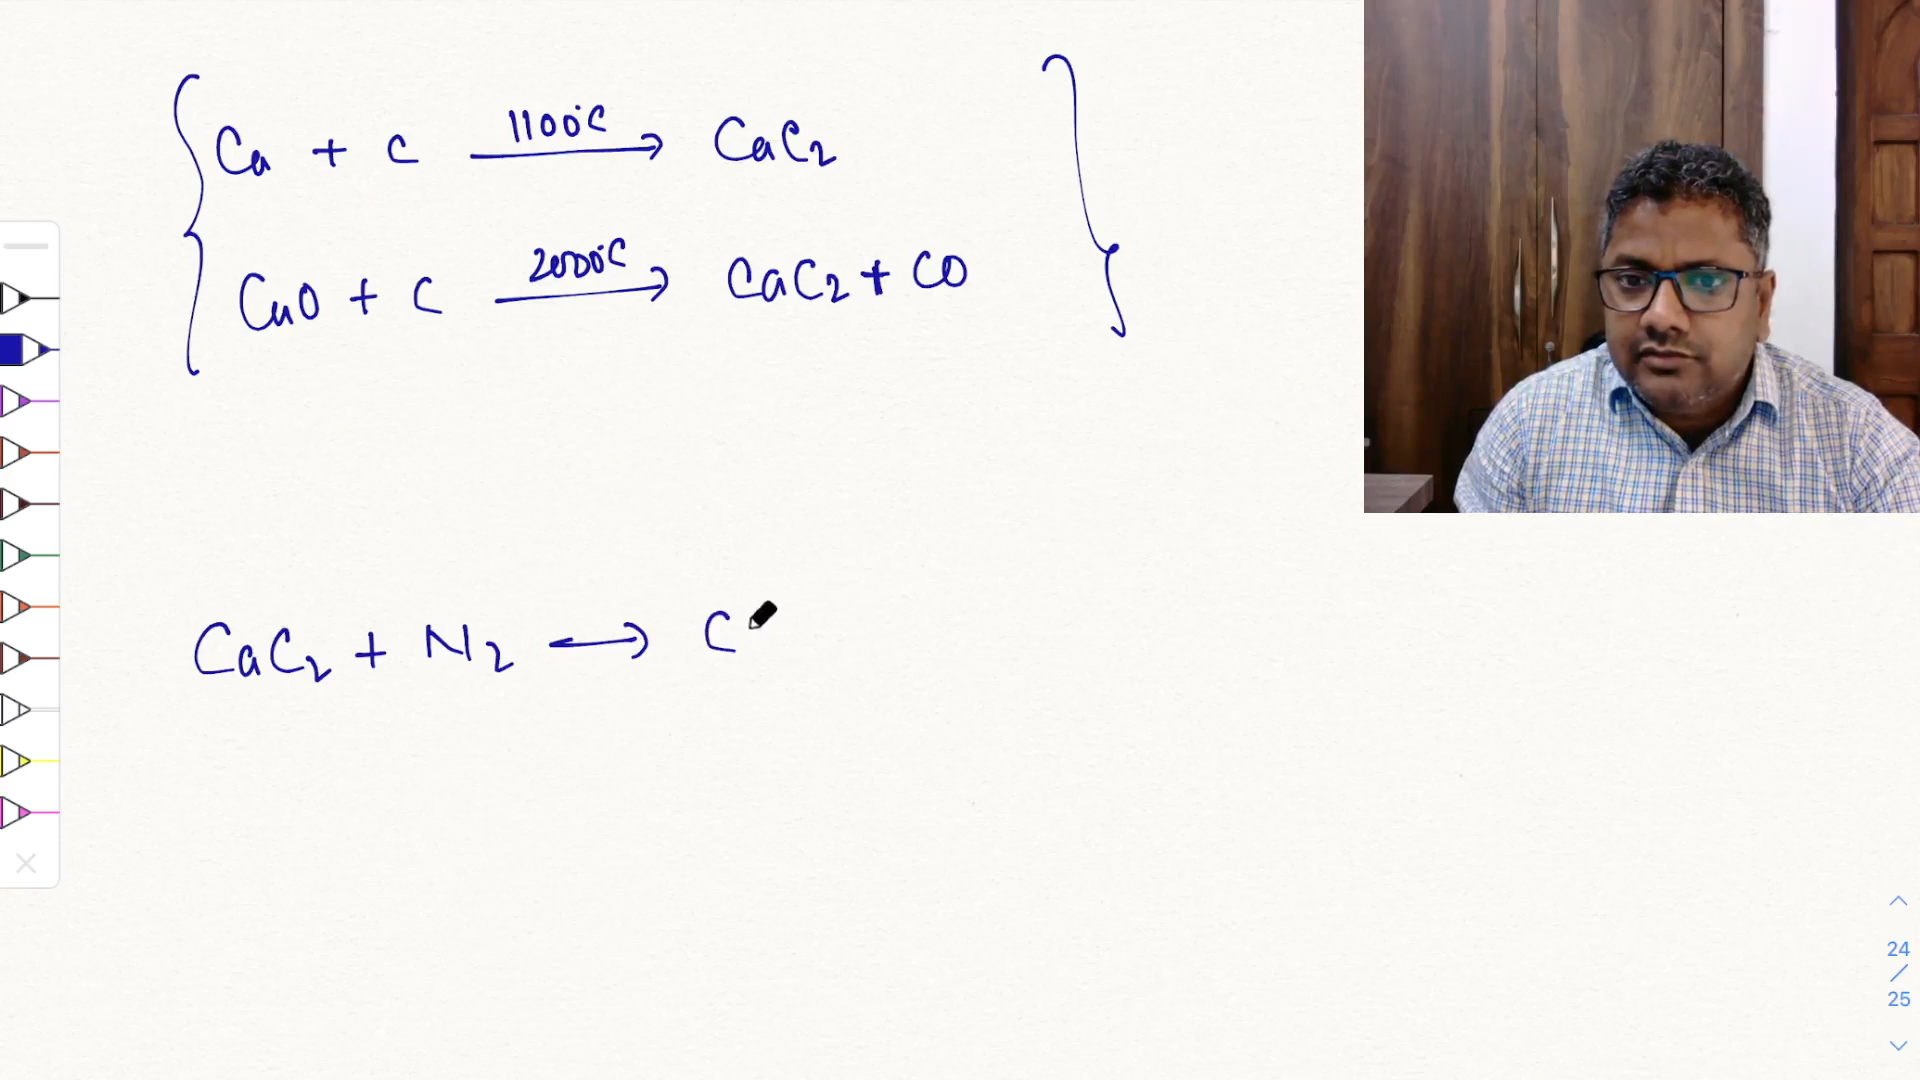 Ca + C 1100°C → CaC2
CaO + C 2000°C → CaC2 + CO
CaC2 + N2 ⟷ C
24
/
25